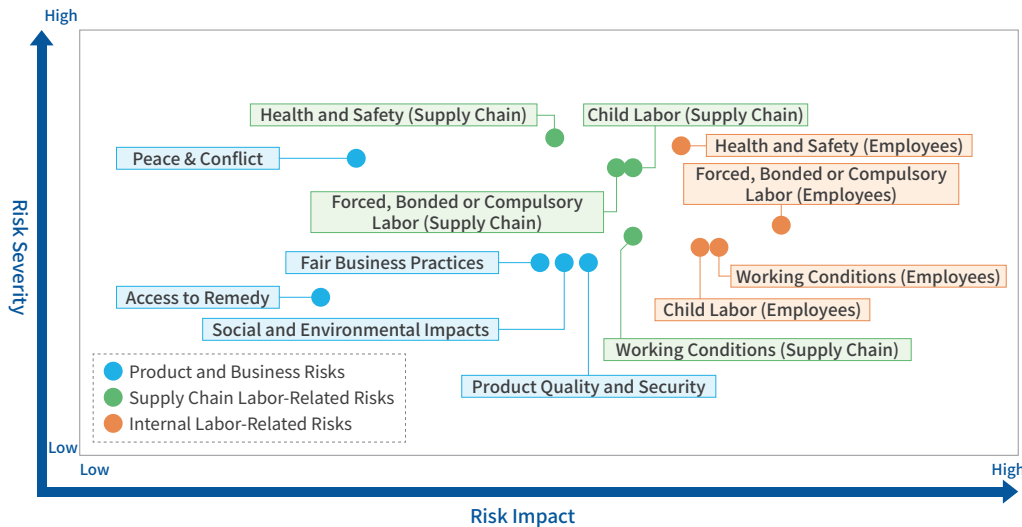 High
Health and Safety (Supply Chain)
Child Labor (Supply Chain)
Health and Safety (Employees)
Peace & Conflict
Forced, Bonded or Compulsory
Labor (Employees)
Forced, Bonded or Compulsory
Labor (Supply Chain)
Risk Severity
Fair Business Practices
Working Conditions (Employees)
Access to Remedy
Child Labor (Employees)
Social and Environmental Impacts
Working Conditions (Supply Chain)
Product Quality and Security
Product and Business Risks
Supply Chain Labor-Related Risks
Internal Labor-Related Risks
Low
Low
High
Risk Impact